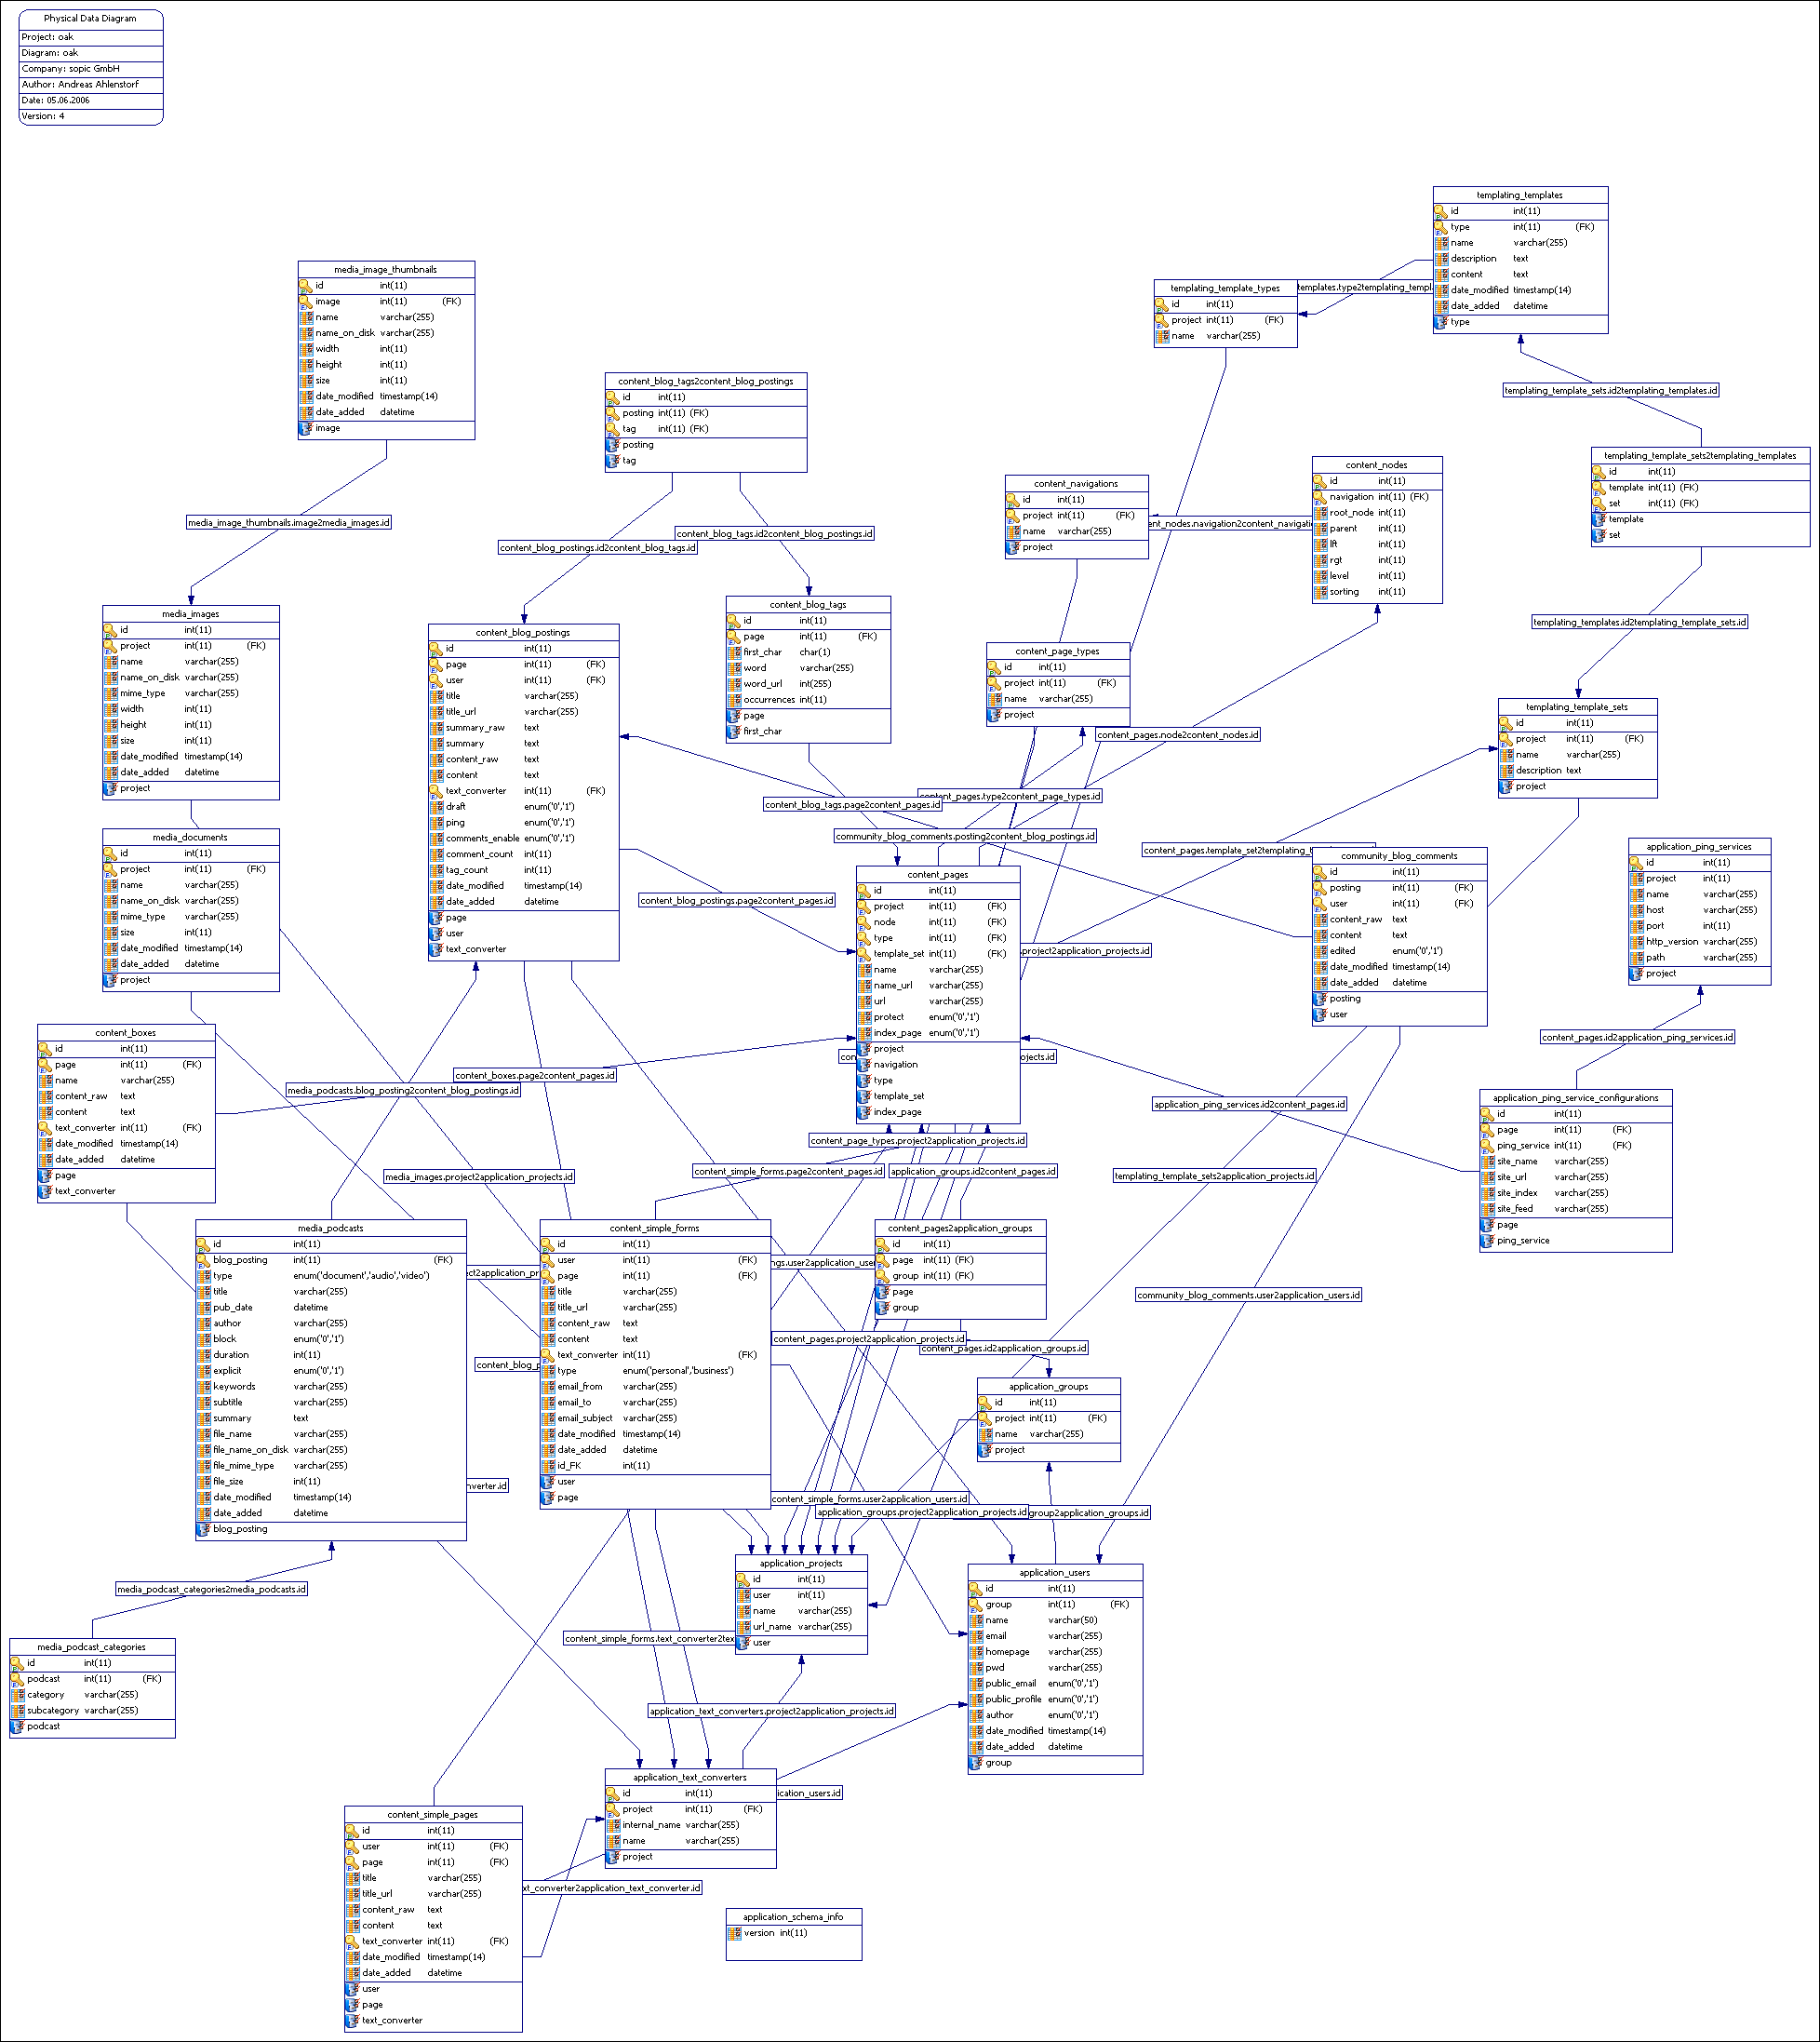 Physical Data Diagram
Project: oak
Diagram: oak
Company: sopic GmbH
Author: Andreas Ahlenstorf
Date: 05.06.2006
Version: 4
templating_templates
id int(11)
type int(11) (FK)
name varchar(255)
description text
content text
date_modified timestamp(14)
date_added datetime
type
media_image_thumbnails
id int(11)
image int(11) (FK)
name varchar(255)
name_on_disk varchar(255)
width int(11)
height int(11)
size int(11)
date_modified timestamp(14)
date_added datetime
image
templating_template_types
id int(11)
project int(11) (FK)
name varchar(255)
templates.type2templating_templ
content_blog_tags2content_blog_postings
id int(11)
posting int(11) (FK)
tag int(11) (FK)
posting
tag
templating_template_sets.id2templating_templates.id
templating_template_sets2templating_templates
id int(11)
template int(11) (FK)
set int(11) (FK)
template
set
content_nodes
id int(11)
navigation int(11) (FK)
root_node int(11)
parent int(11)
lft int(11)
rgt int(11)
level int(11)
sorting int(11)
content_navigations
id int(11)
project int(11) (FK)
name varchar(255)
project
ent_nodes.navigation2content_navigatio
media_image_thumbnails.image2media_images.id
content_blog_tags.id2content_blog_postings.id
content_blog_postings.id2content_blog_tags.id
media_images
id int(11)
project int(11) (FK)
name varchar(255)
name_on_disk varchar(255)
mime_type varchar(255)
width int(11)
height int(11)
size int(11)
date_modified timestamp(14)
date_added datetime
project
content_blog_postings
id int(11)
page int(11) (FK)
user int(11) (FK)
title varchar(255)
title_url varchar(255)
summary_raw text
summary text
content_raw text
content text
text_converter int(11) (FK)
draft enum('0','1')
ping enum('0','1')
comments_enable enum('0','1')
comment_count int(11)
tag_count int(11)
date_modified timestamp(14)
date_added datetime
page
user
text_converter
content_blog_tags
id int(11)
page int(11) (FK)
first_char char(1)
word varchar(255)
word_url int(255)
occurrences int(11)
page
first_char
content_page_types
id int(11)
project int(11) (FK)
name varchar(255)
project
templating_templates.id2templating_template_sets.id
templating_template_sets
id int(11)
project int(11) (FK)
name varchar(255)
description text
project
content_pages.node2content_nodes.id
content_pages.type2content_page_types.id
content_blog_tags.page2content_pages.id
community_blog_comments.posting2content_blog_postings.id
content_pages.template_set2templating_t
media_documents
id int(11)
project int(11) (FK)
name varchar(255)
name_on_disk varchar(255)
mime_type varchar(255)
size int(11)
date_modified timestamp(14)
date_added datetime
project
content_pages
id int(11)
project int(11) (FK)
node int(11) (FK)
type int(11) (FK)
template_set int(11) (FK)
name varchar(255)
name_url varchar(255)
url varchar(255)
protect enum('0','1')
index_page enum('0','1')
project
navigation
type
template_set
index_page
community_blog_comments
id int(11)
posting int(11) (FK)
user int(11) (FK)
content_raw text
content text
edited enum('0','1')
date_modified timestamp(14)
date_added datetime
posting
user
application_ping_services
id int(11)
project int(11)
name varchar(255)
host varchar(255)
port int(11)
http_version varchar(255)
path varchar(255)
project
content_blog_postings.page2content_pages.id
.project2application_projects.id
content_pages.id2application_ping_services.id
con
ojects.id
content_boxes
id int(11)
page int(11) (FK)
name varchar(255)
content_raw text
content text
text_converter int(11) (FK)
date_modified timestamp(14)
date_added datetime
page
text_converter
content_boxes.page2content_pages.id
media_podcasts.blog_posting2content_blog_postings.id
application_ping_services.id2content_pages.id
application_ping_service_configurations
id int(11)
page int(11) (FK)
ping_service int(11) (FK)
site_name varchar(255)
site_url varchar(255)
site_index varchar(255)
site_feed varchar(255)
page
ping_service
content_page_types.project2application_projects.id
content_simple_forms.page2content_pages.id
application_groups.id2content_pages.id
media_images.project2application_projects.id
templating_template_sets2application_projects.id
media_podcasts
id int(11)
blog_posting int(11) (FK)
type enum('document','audio','video')
title varchar(255)
pub_date datetime
author varchar(255)
block enum('0','1')
duration int(11)
explicit enum('0','1')
keywords varchar(255)
subtitle varchar(255)
summary text
file_name varchar(255)
file_name_on_disk varchar(255)
file_mime_type varchar(255)
file_size int(11)
date_modified timestamp(14)
date_added datetime
blog_posting
content_simple_forms
id int(11)
user int(11) (FK)
page int(11) (FK)
title varchar(255)
title_url varchar(255)
content_raw text
content text
text_converter int(11) (FK)
type enum('personal','business')
email_from varchar(255)
email_to varchar(255)
email_subject varchar(255)
date_modified timestamp(14)
date_added datetime
id_FK int(11)
user
page
content_pages2application_groups
id int(11)
page int(11) (FK)
group int(11) (FK)
page
group
ect2application_pro
ngs.user2application_user
community_blog_comments.user2application_users.id
content_pages.project2application_projects.id
content_pages.id2application_groups.id
content_blog_p
application_groups
id int(11)
project int(11) (FK)
name varchar(255)
project
nverter.id
content_simple_forms.user2application_users.id
application_groups.project2application_projects.id
group2application_groups.id
application_projects
id int(11)
user int(11)
name varchar(255)
url_name varchar(255)
user
application_users
id int(11)
group int(11) (FK)
name varchar(50)
email varchar(255)
homepage varchar(255)
pwd varchar(255)
public_email enum('0','1')
public_profile enum('0','1')
author enum('0','1')
date_modified timestamp(14)
date_added datetime
group
media_podcast_categories2media_podcasts.id
media_podcast_categories
id int(11)
podcast int(11) (FK)
category varchar(255)
subcategory varchar(255)
podcast
content_simple_forms.text_converter2tex
application_text_converters.project2application_projects.id
application_text_converters
id int(11)
project int(11) (FK)
internal_name varchar(255)
name varchar(255)
project
ication_users.id
content_simple_pages
id int(11)
user int(11) (FK)
page int(11) (FK)
title varchar(255)
title_url varchar(255)
content_raw text
content text
text_converter int(11) (FK)
date_modified timestamp(14)
date_added datetime
user
page
text_converter
xt_converter2application_text_converter.id
application_schema_info
version int(11)